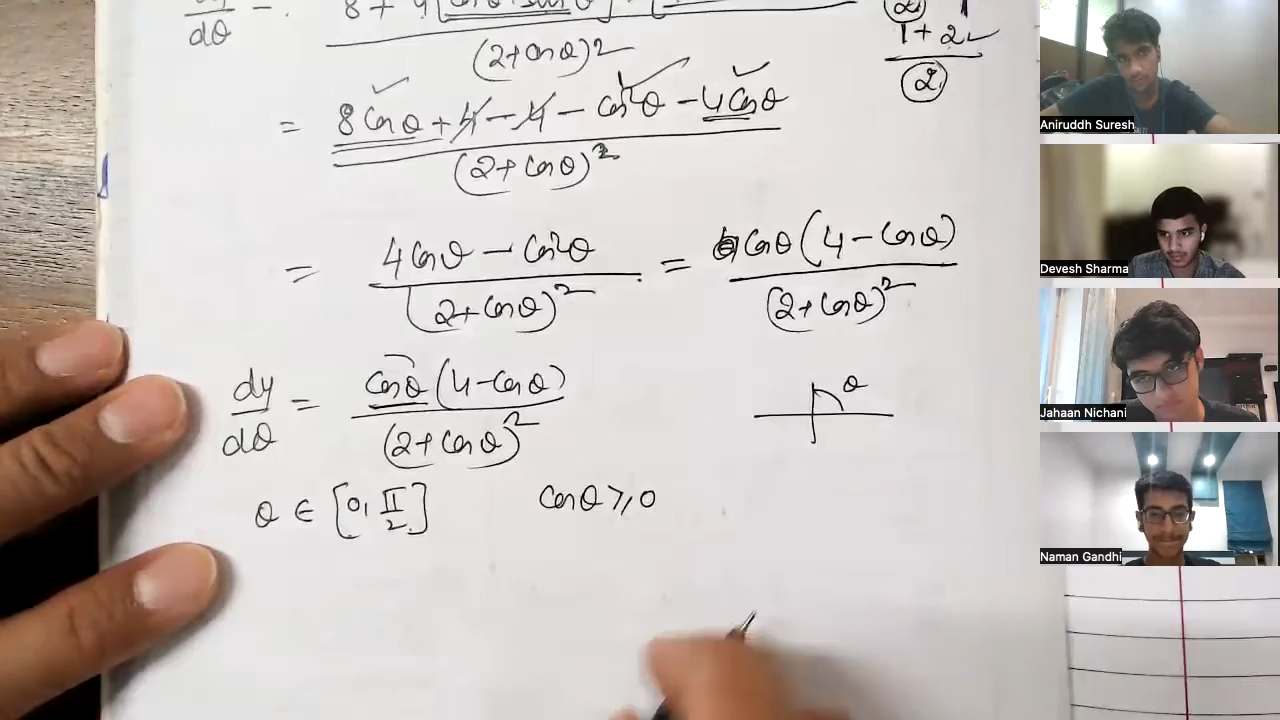 dy/dθ = 8 + 4[cosθ + sin²θ]
(2+cosθ)²
1 + 2
2
= 8cosθ + 4 - 4 - cos²θ - 4cosθ
(2+cosθ)²
= 4cosθ - cos²θ / (2+cosθ)² = cosθ(4-cosθ) / (2+cosθ)²
dy/dθ = cosθ(4-cosθ) / (2+cosθ)²
θ
θ ∈ [0, π/2] cosθ ⩾ 0
Aniruddh Suresh
Devesh Sharma
Jahaan Nichani
Naman Gandhi